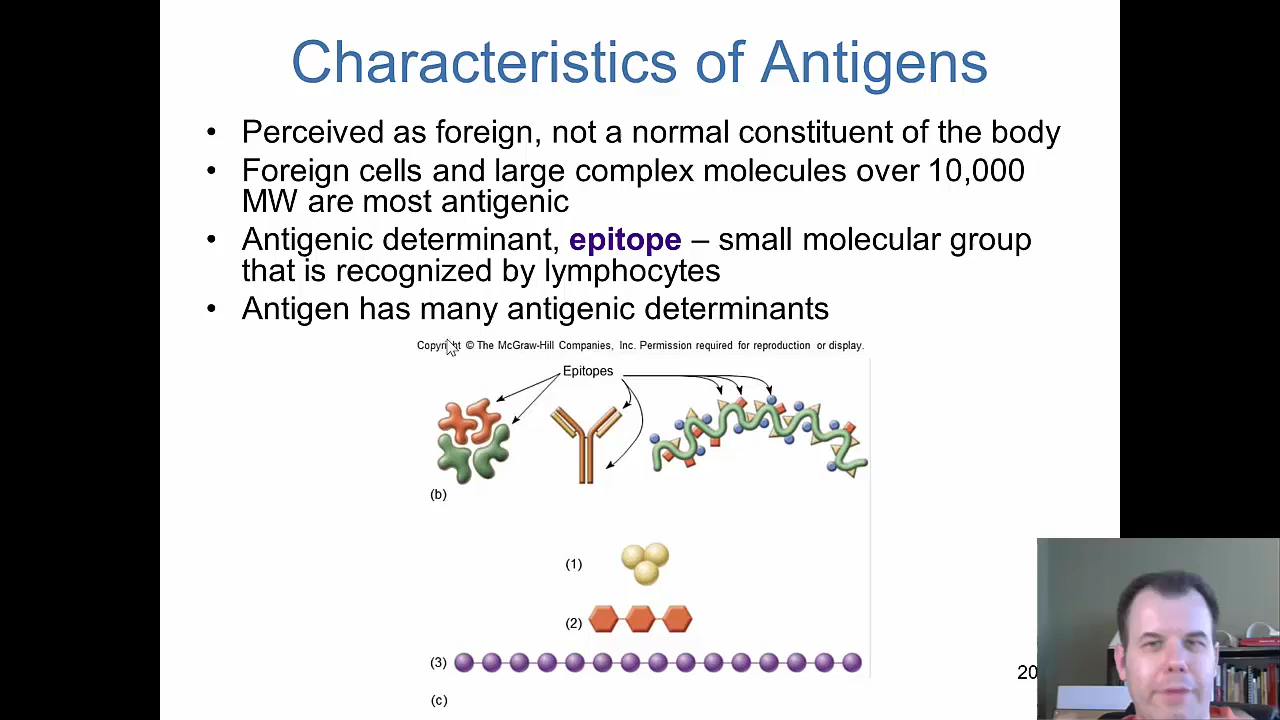 Characteristics of Antigens
• Perceived as foreign, not a normal constituent of the body
• Foreign cells and large complex molecules over 10,000
MW are most antigenic
• Antigenic determinant, epitope – small molecular group
that is recognized by lymphocytes
• Antigen has many antigenic determinants
Copyright © The McGraw-Hill Companies, Inc. Permission required for reproduction or display.
Epitopes
(b)
(1)
(2)
(3)
20
(c)